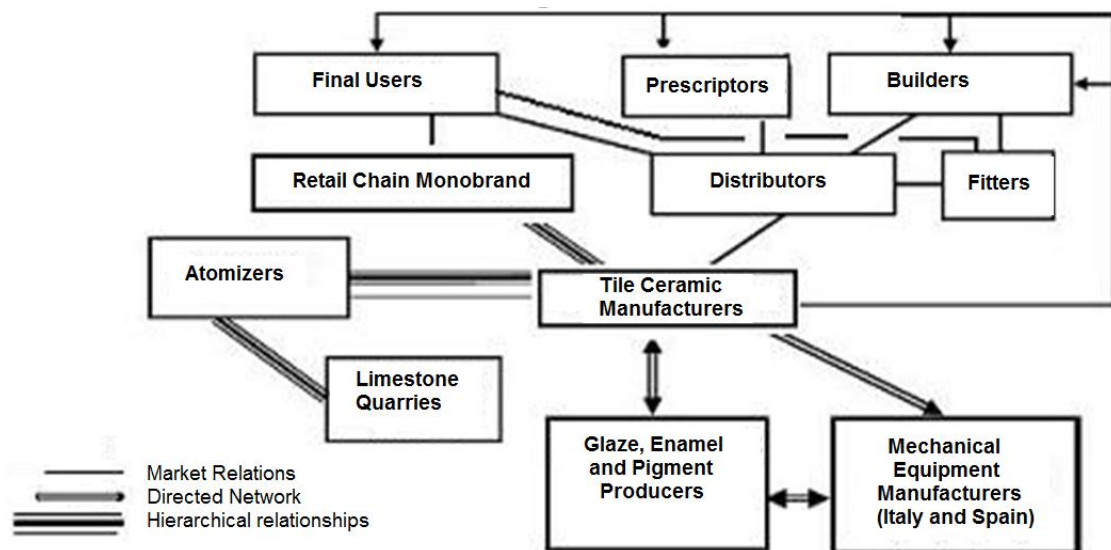 Final Users
Prescriptors
Builders
Retail Chain Monobrand
Distributors
Fitters
Atomizers
Tile Ceramic
Manufacturers
Limestone
Quarries
Glaze, Enamel
and Pigment
Producers
Mechanical
Equipment
Manufacturers
(Italy and Spain)
Market Relations
Directed Network
Hierarchical relationships